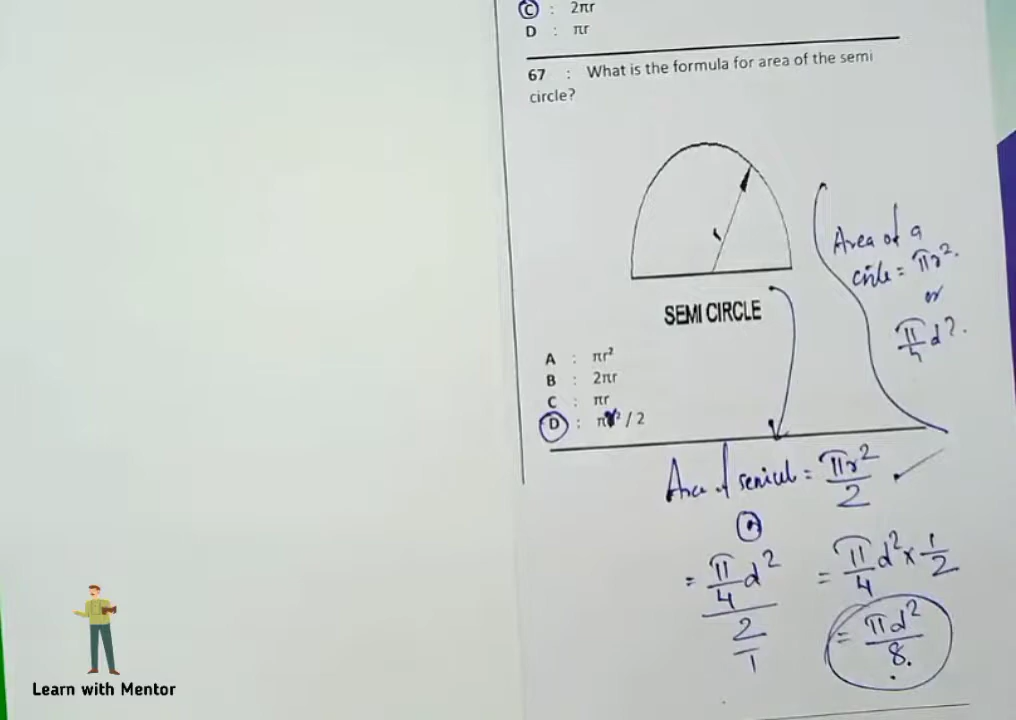 C : 2πr
D : πr
67 : What is the formula for area of the semi
circle?
Area of a
circle = πr².
or
π/4 d².
SEMI CIRCLE
A : πr²
B : 2πr
C : πr
D : πr² / 2
Area of semicircle = πr²/2
or
= π/4 d² / 2/1 = π/4 d² × 1/2
= πd²/8.
Learn with Mentor